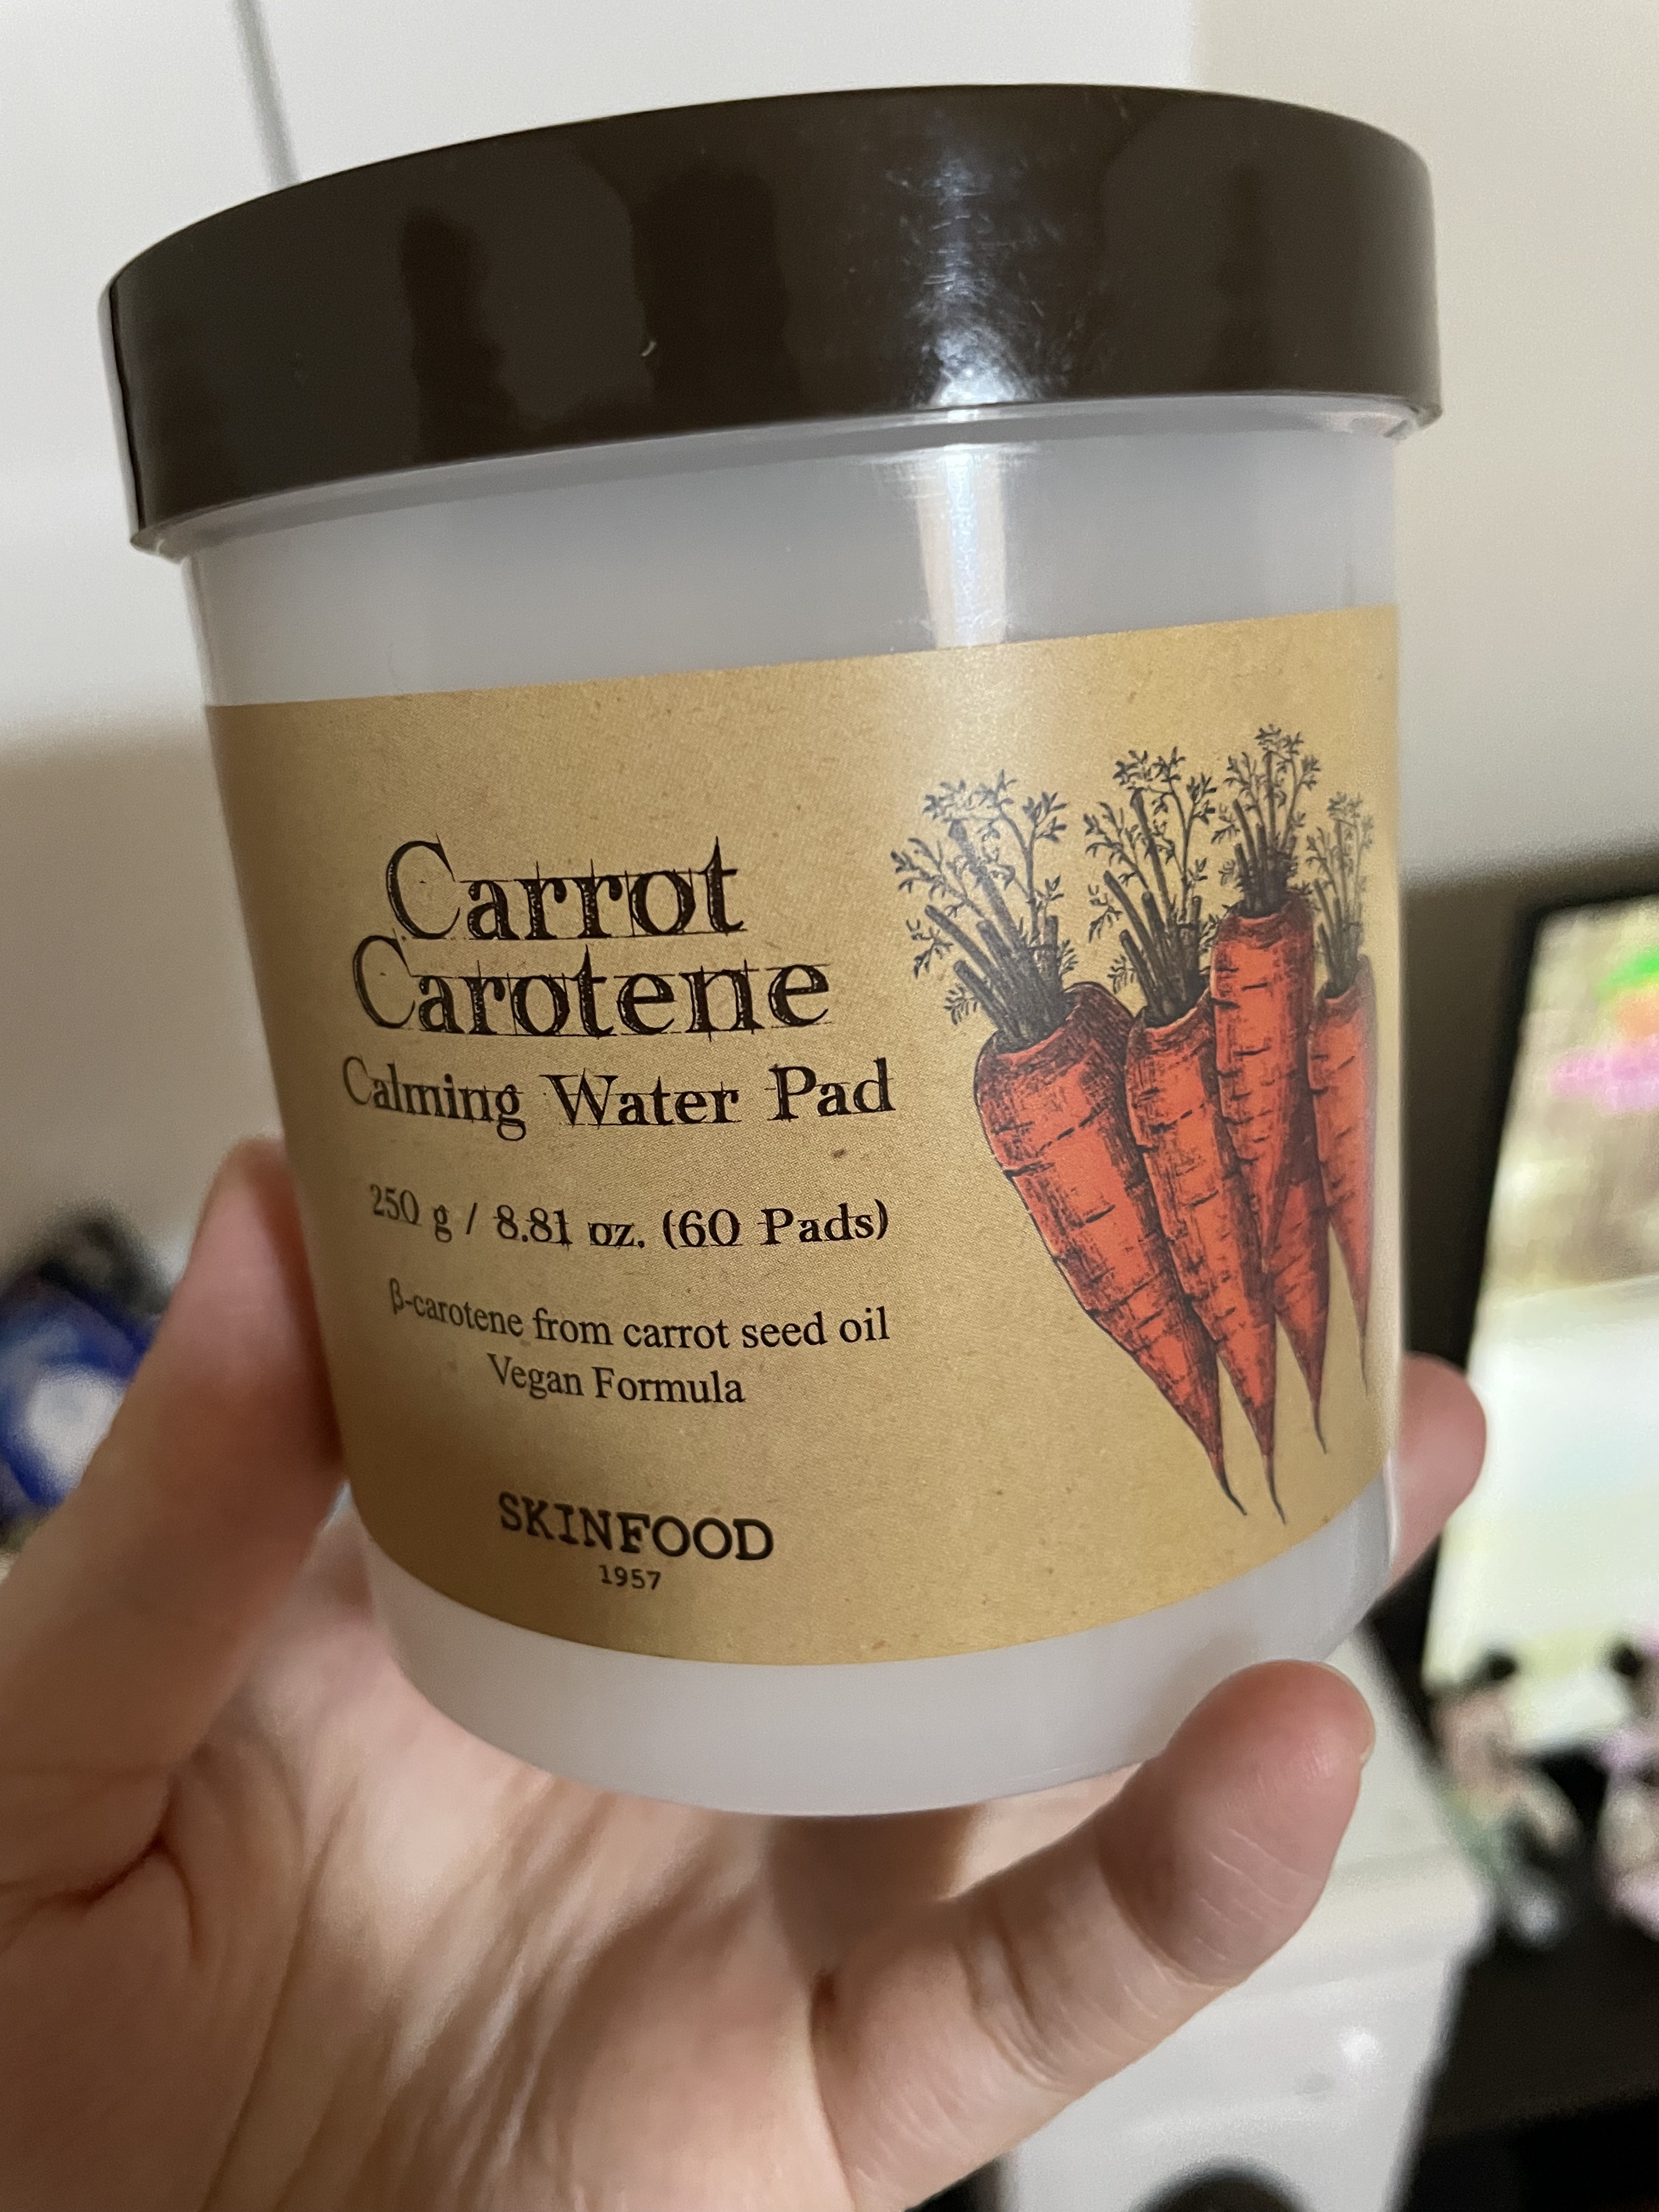 Carrot
Carotene
Calming Water Pad
250 g / 8.81 oz. (60 Pads)
β-carotene from carrot seed oil
Vegan Formula
SKINFOOD
1957